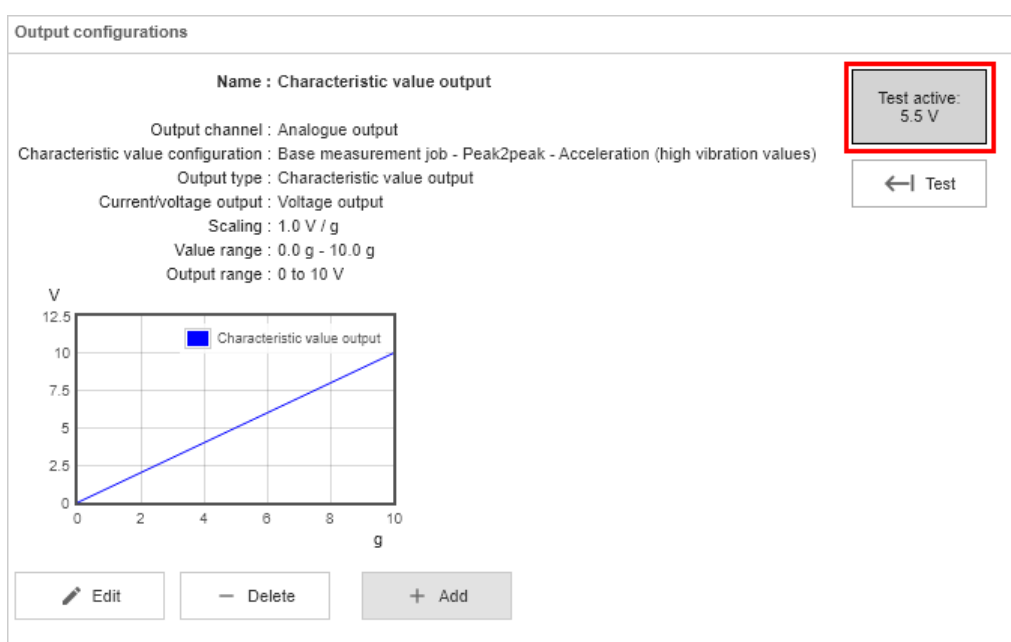 Output configurations
Name : Characteristic value output
Output channel : Analogue output
Characteristic value configuration : Base measurement job - Peak2peak - Acceleration (high vibration values)
Output type : Characteristic value output
Current/voltage output : Voltage output
Scaling : 1.0 V / g
Value range : 0.0 g - 10.0 g
Output range : 0 to 10 V
Test active:
5.5 V
Test
V
12.5
Characteristic value output
10
7.5
5
2.5
0
0 2 4 6 8 10
g
Edit
Delete
Add